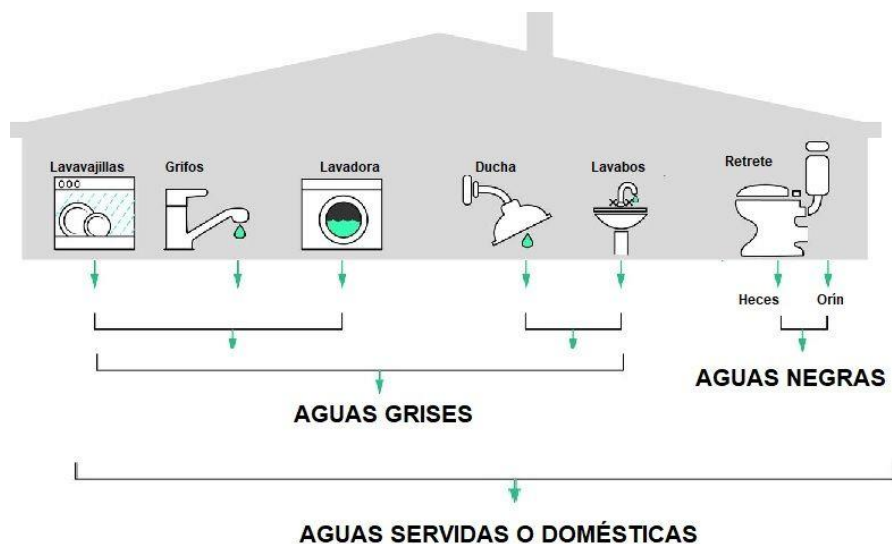 Lavavajillas
Grifos
Lavadora
Ducha
Lavabos
Retrete
Heces
Orín
AGUAS NEGRAS
AGUAS GRISES
AGUAS SERVIDAS O DOMÉSTICAS